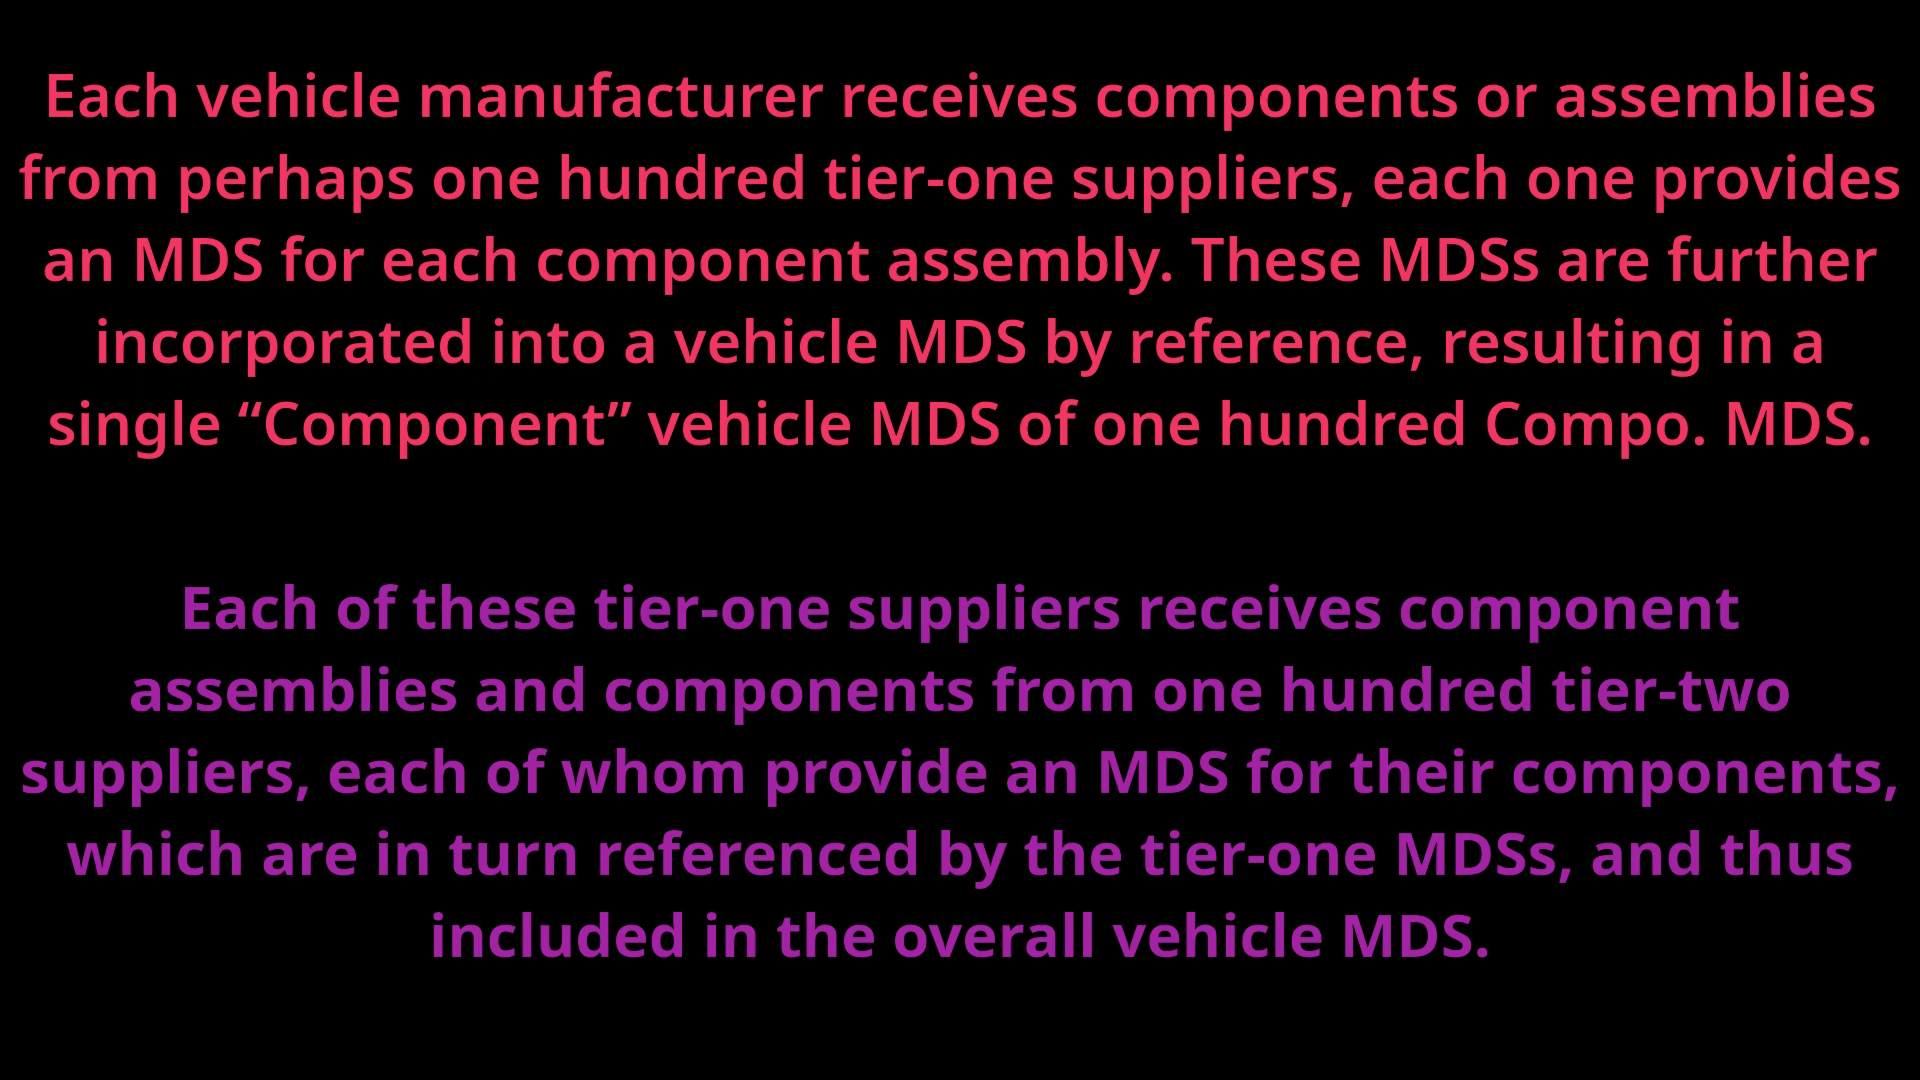 Each vehicle manufacturer receives components or assemblies
from perhaps one hundred tier-one suppliers, each one provides
an MDS for each component assembly. These MDSs are further
incorporated into a vehicle MDS by reference, resulting in a
single “Component” vehicle MDS of one hundred Compo. MDS.
Each of these tier-one suppliers receives component
assemblies and components from one hundred tier-two
suppliers, each of whom provide an MDS for their components,
which are in turn referenced by the tier-one MDSs, and thus
included in the overall vehicle MDS.